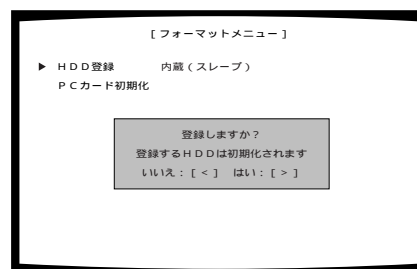 [フォーマットメニュー]
▶ HDD登録 内蔵(スレーブ)
PCカード初期化
登録しますか?
登録するHDDは初期化されます
いいえ:[<] はい:[>]